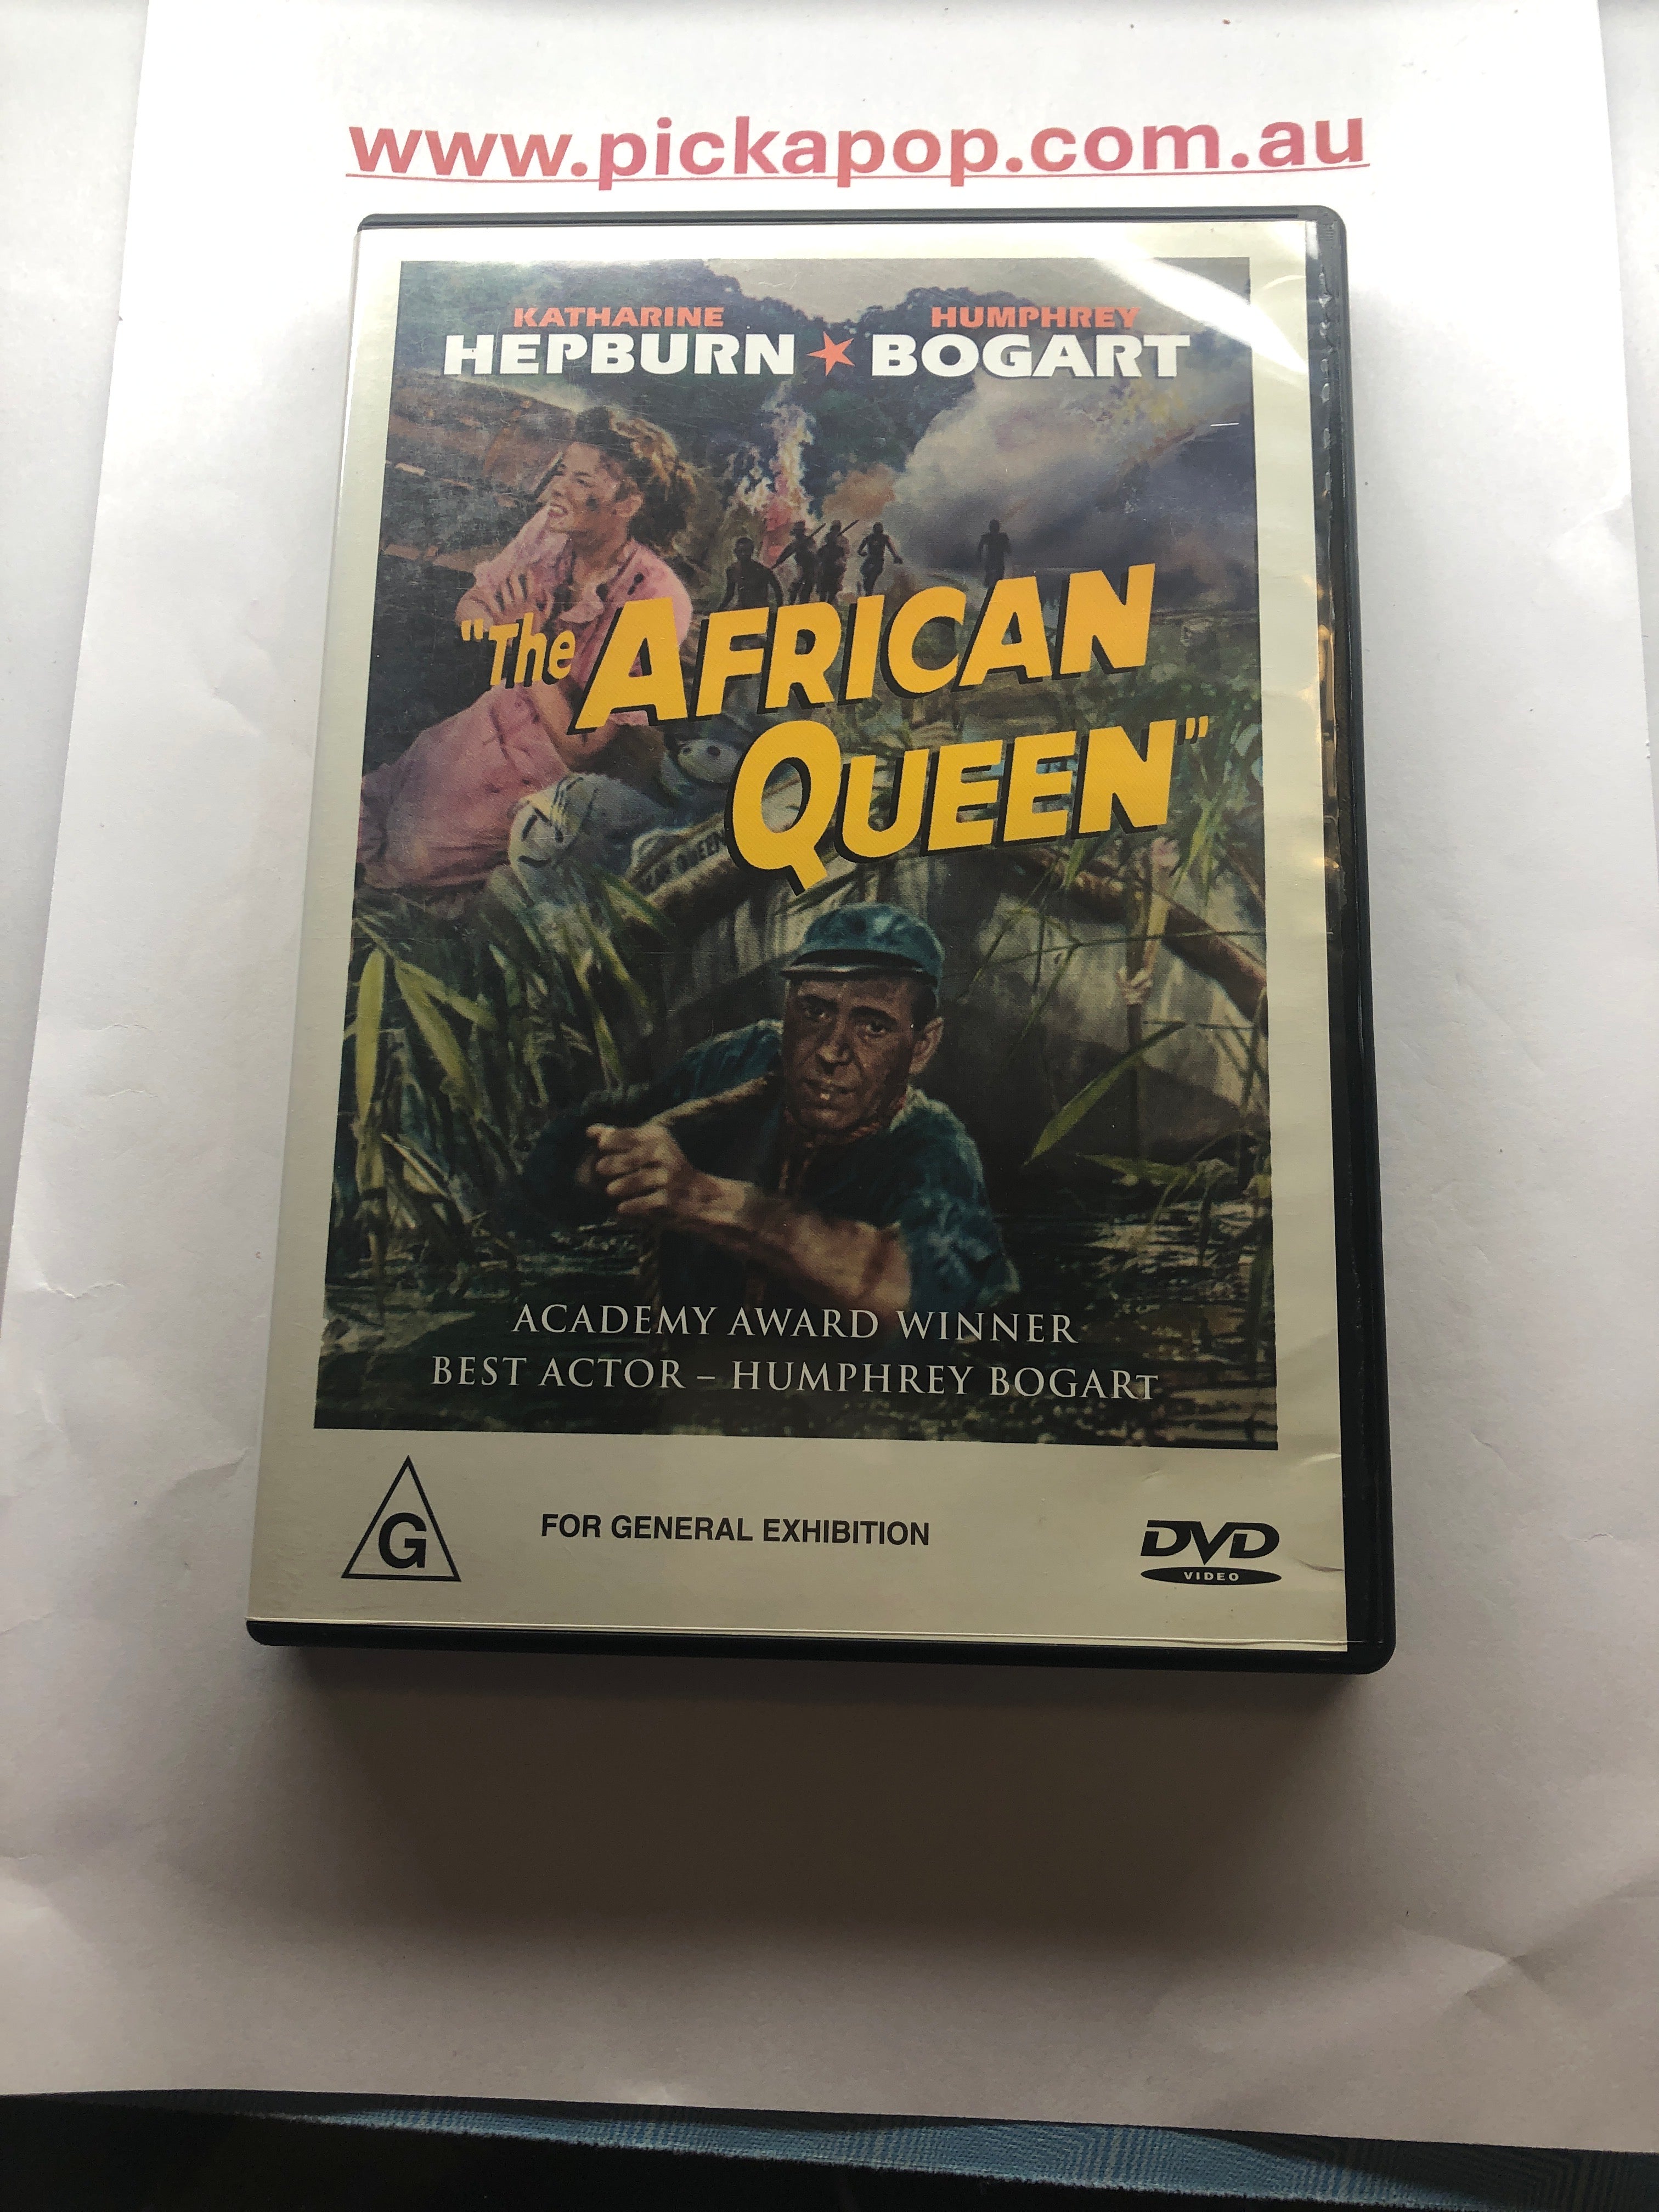 www.pickapop.com.au
KATHARINE HUMPHREY
HEPBURN BOGART
"The AFRICAN
QUEEN"
ACADEMY AWARD WINNER
BEST ACTOR – HUMPHREY BOGART
G FOR GENERAL EXHIBITION
DVD
VIDEO